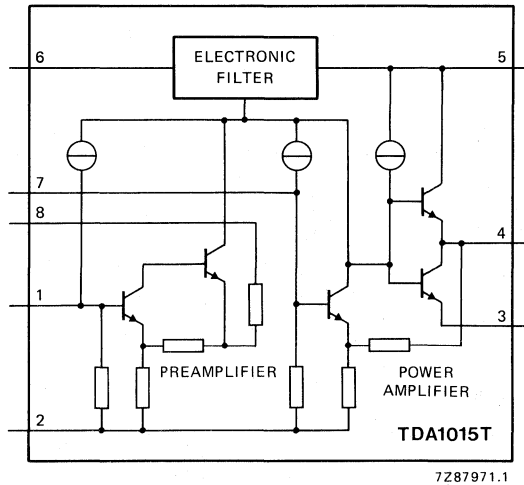 6
ELECTRONIC
FILTER
5
7
8
4
1
3
PREAMPLIFIER
POWER
AMPLIFIER
2
TDA1015T
7Z87971.1